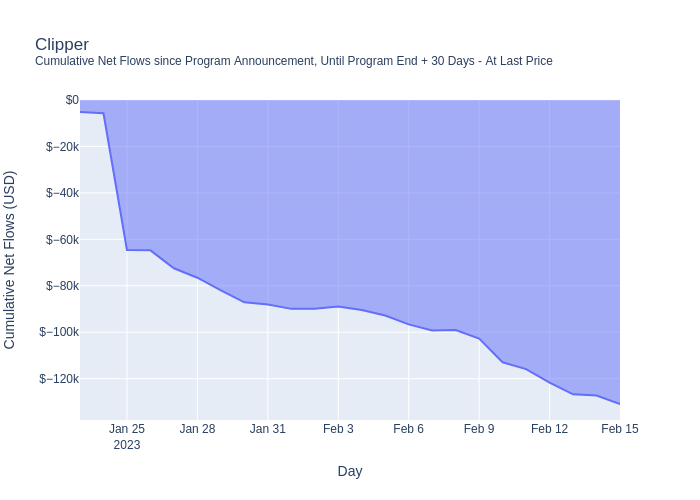 Clipper
Cumulative Net Flows since Program Announcement, Until Program End + 30 Days - At Last Price
$0
$−20k
$−40k
$−60k
$−80k
$−100k
$−120k
Cumulative Net Flows (USD)
Jan 25 Jan 28 Jan 31 Feb 3 Feb 6 Feb 9 Feb 12 Feb 15
2023
Day